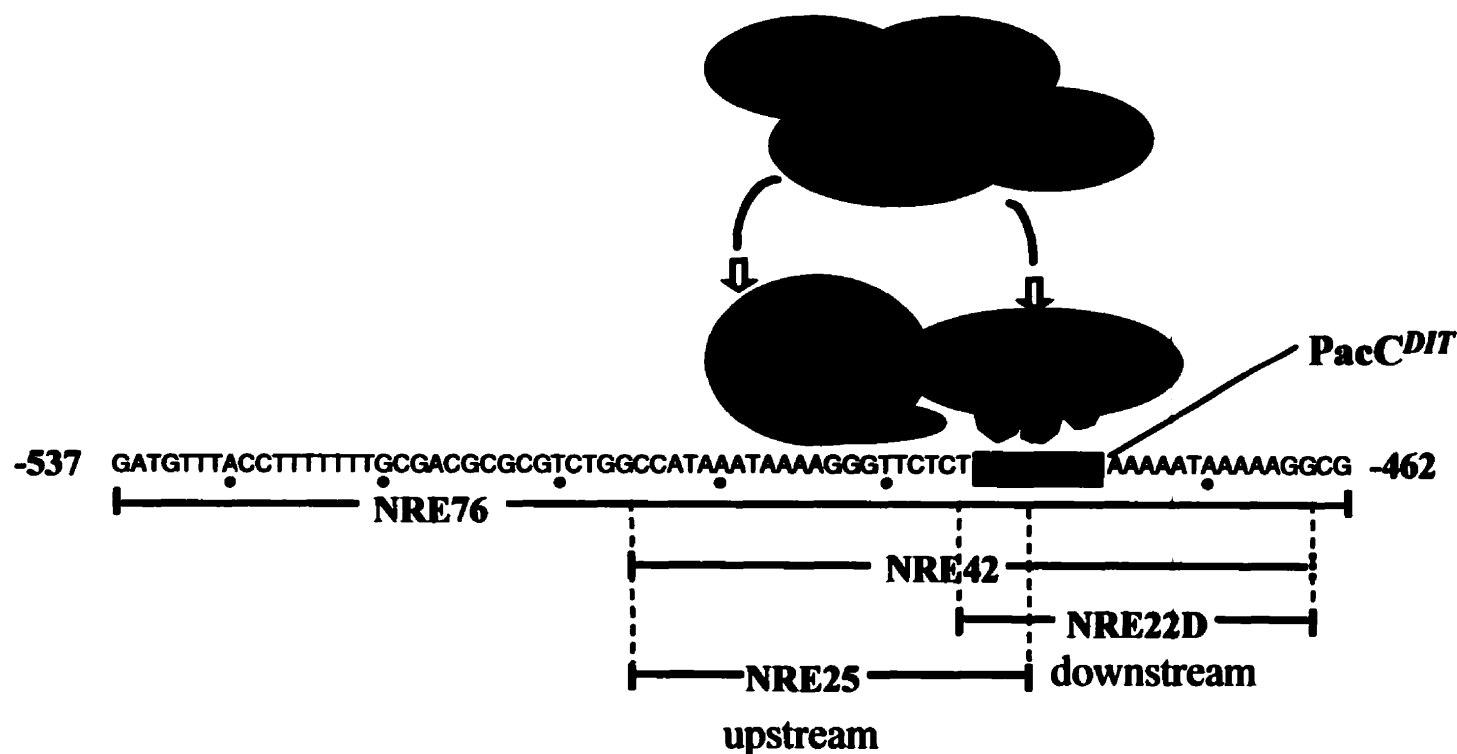 PacC^DIT
-537 GATGTTTACCTTTTTTTGCGACGCGCGTCTGGCCATAAATAAAAGGGTTCTCT AAAAATAAAAAGGCG -462
NRE76
NRE42
NRE22D
NRE25 downstream
upstream